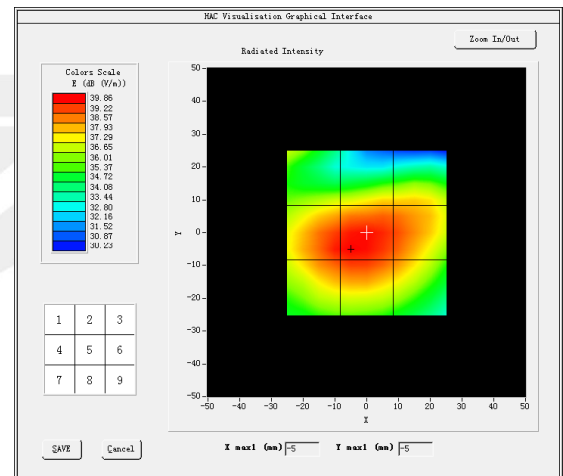 HAC Visualisation Graphical Interface
Zoom In/Out
Radiated Intensity
Colors Scale
E (dB (V/m))
39.86
39.22
38.57
37.93
37.29
36.65
36.01
35.37
34.72
34.08
33.44
32.80
32.16
31.52
30.87
30.23
50
40
30
20
10
0
-10
-20
-30
-40
-50
Y
-50 -40 -30 -20 -10 0 10 20 30 40 50
X
1 2 3
4 5 6
7 8 9
SAVE
Cancel
X max1 (mm) -5 Y max1 (mm) -5